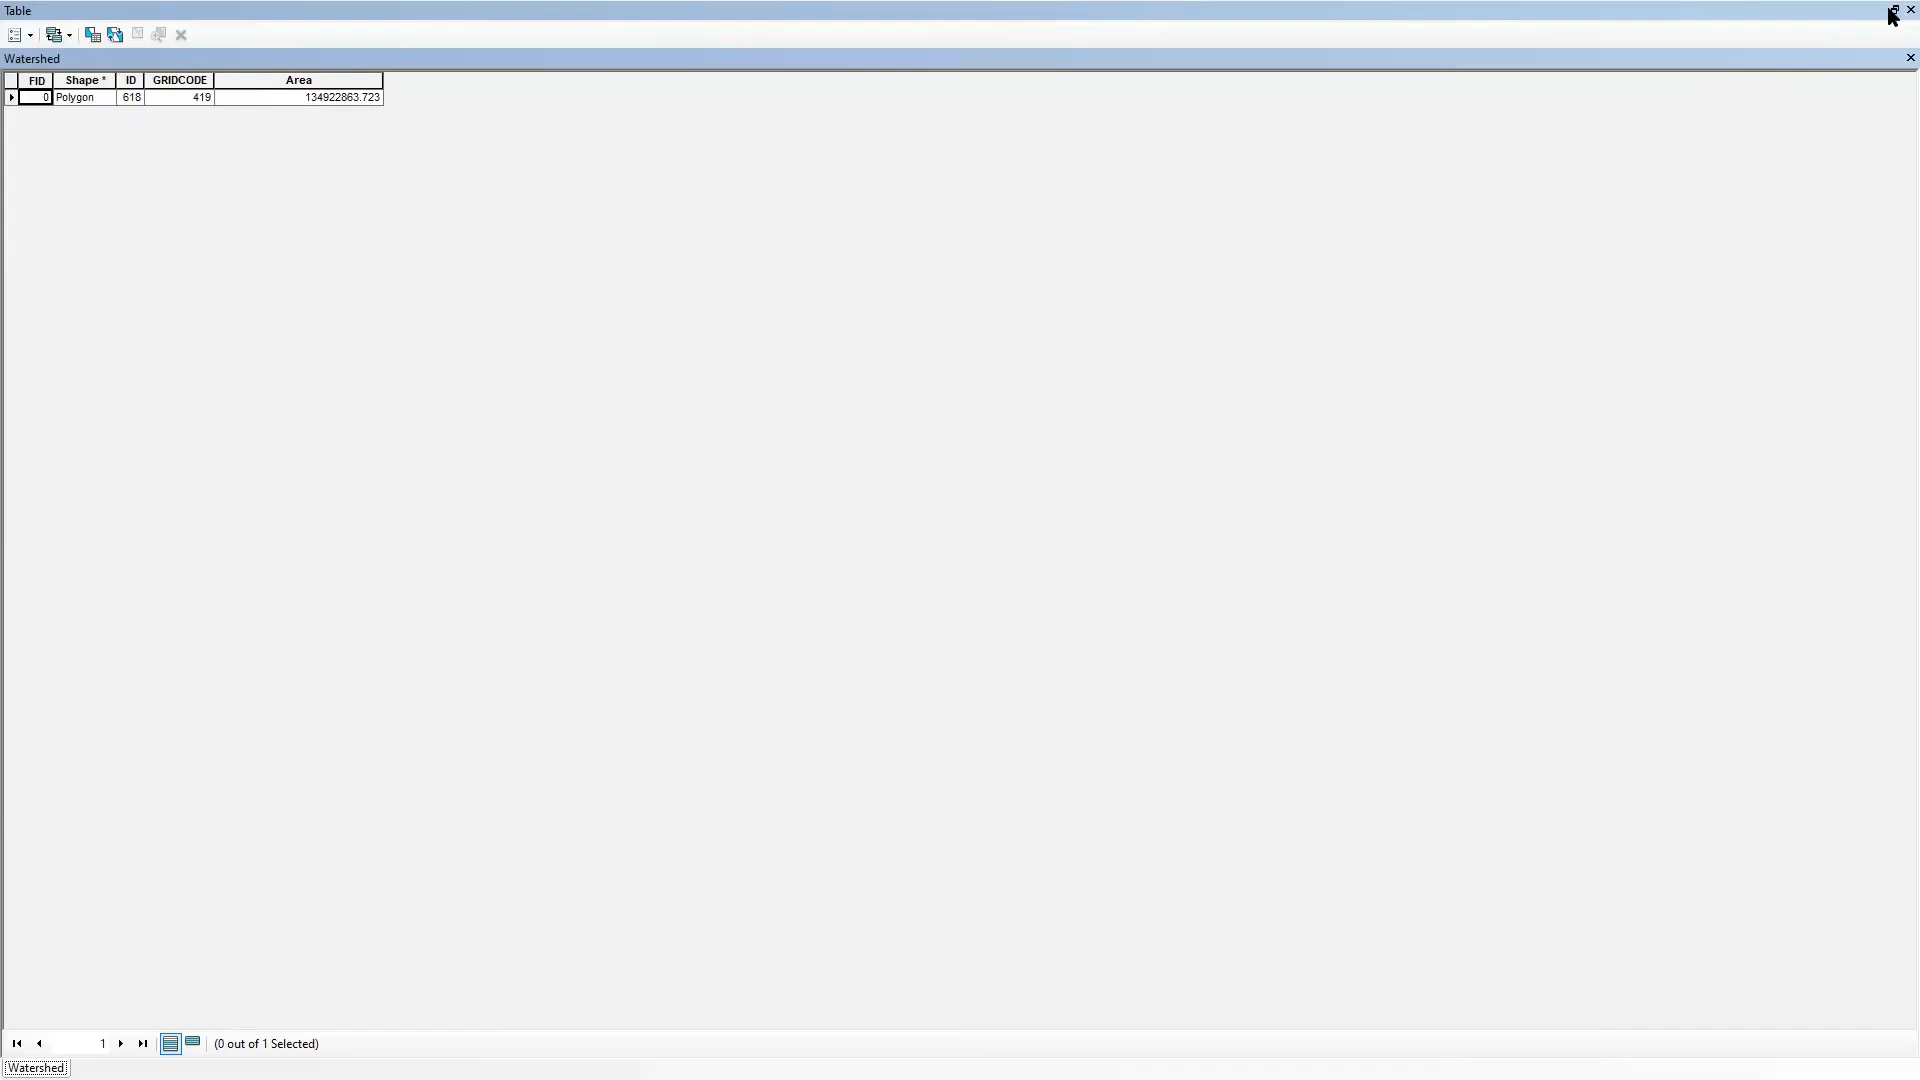 Table
Watershed
FID Shape * ID GRIDCODE Area
0 Polygon 618 419 134922863.723
1 (0 out of 1 Selected)
Watershed